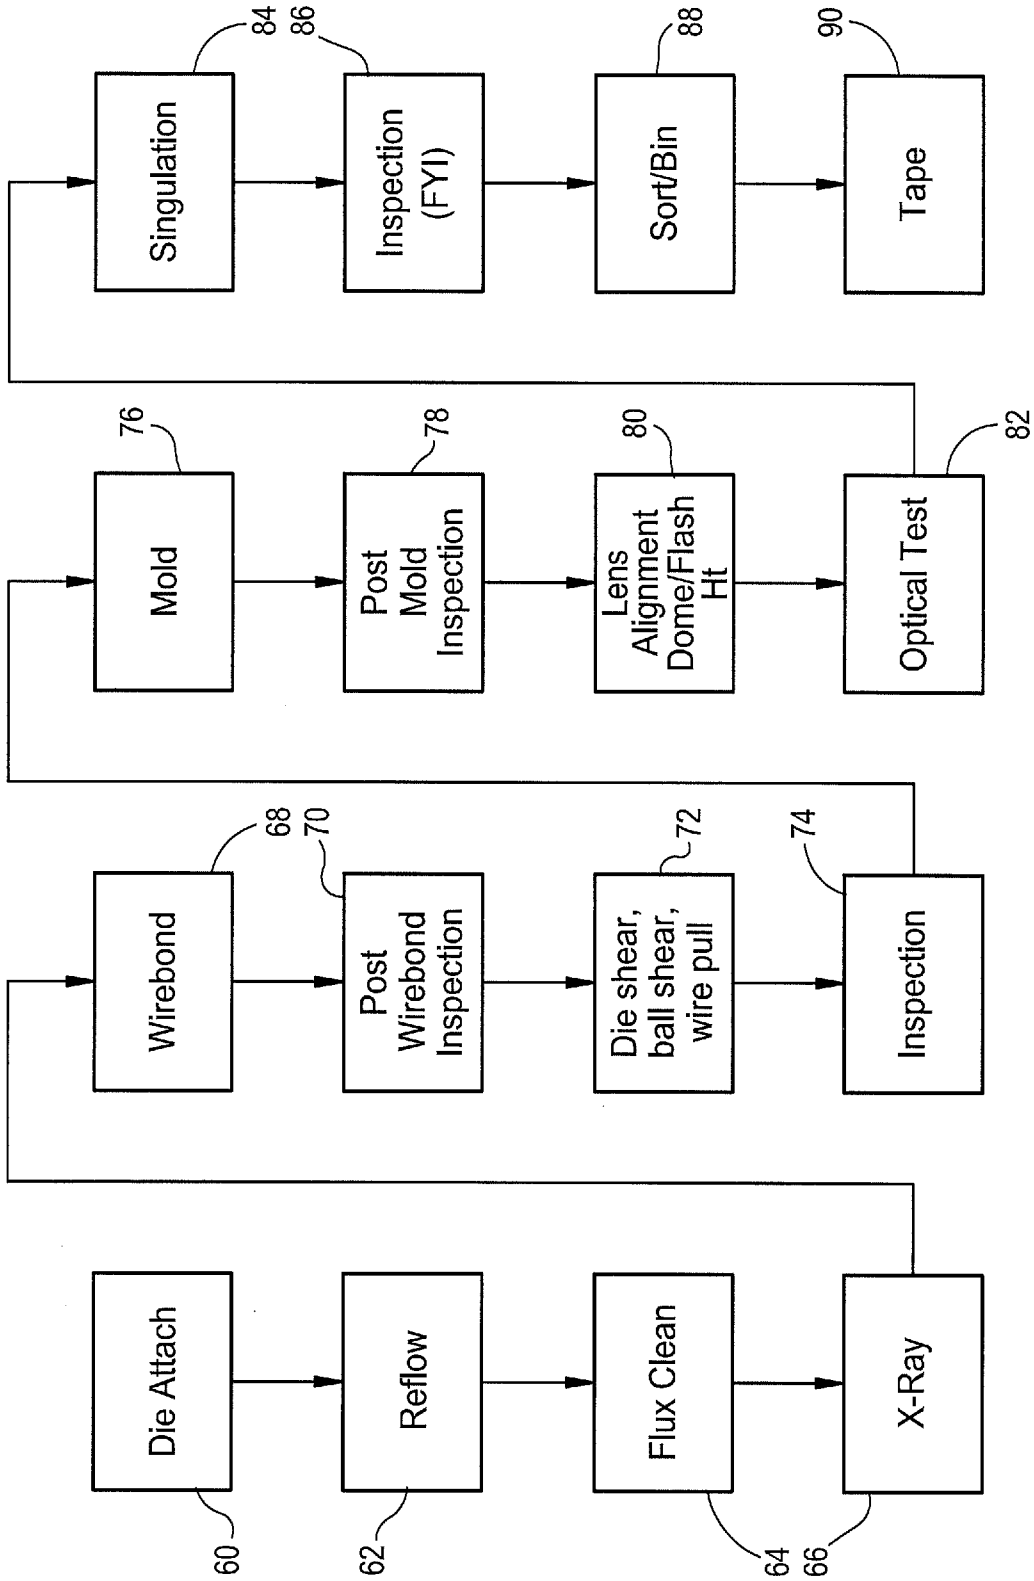 Die Attach
60
Reflow
62
Flux Clean
64
X-Ray
66
Wirebond
68
Post
Wirebond
Inspection
70
Die shear,
ball shear,
wire pull
72
Inspection
74
Mold
76
Post
Mold
Inspection
78
Lens
Alignment
Dome/Flash
Ht
80
Optical Test
82
Singulation
84
Inspection
(FYI)
86
Sort/Bin
88
Tape
90